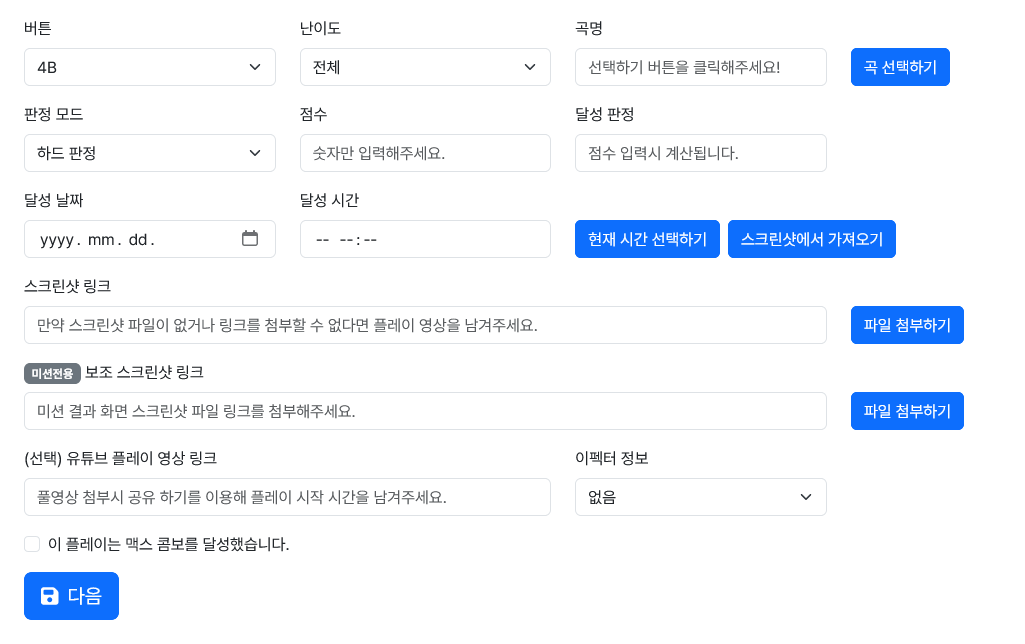 버튼 난이도 곡명
4B 전체 선택하기 버튼을 클릭해주세요! 곡 선택하기
판정 모드 점수 달성 판정
하드 판정 숫자만 입력해주세요. 점수 입력시 계산됩니다.
달성 날짜 달성 시간
yyyy. mm. dd. -- --:-- 현재 시간 선택하기 스크린샷에서 가져오기
스크린샷 링크
만약 스크린샷 파일이 없거나 링크를 첨부할 수 없다면 플레이 영상을 남겨주세요. 파일 첨부하기
미션전용 보조 스크린샷 링크
미션 결과 화면 스크린샷 파일 링크를 첨부해주세요. 파일 첨부하기
(선택) 유튜브 플레이 영상 링크 이펙터 정보
풀영상 첨부시 공유 하기를 이용해 플레이 시작 시간을 남겨주세요. 없음
이 플레이는 맥스 콤보를 달성했습니다.
다음